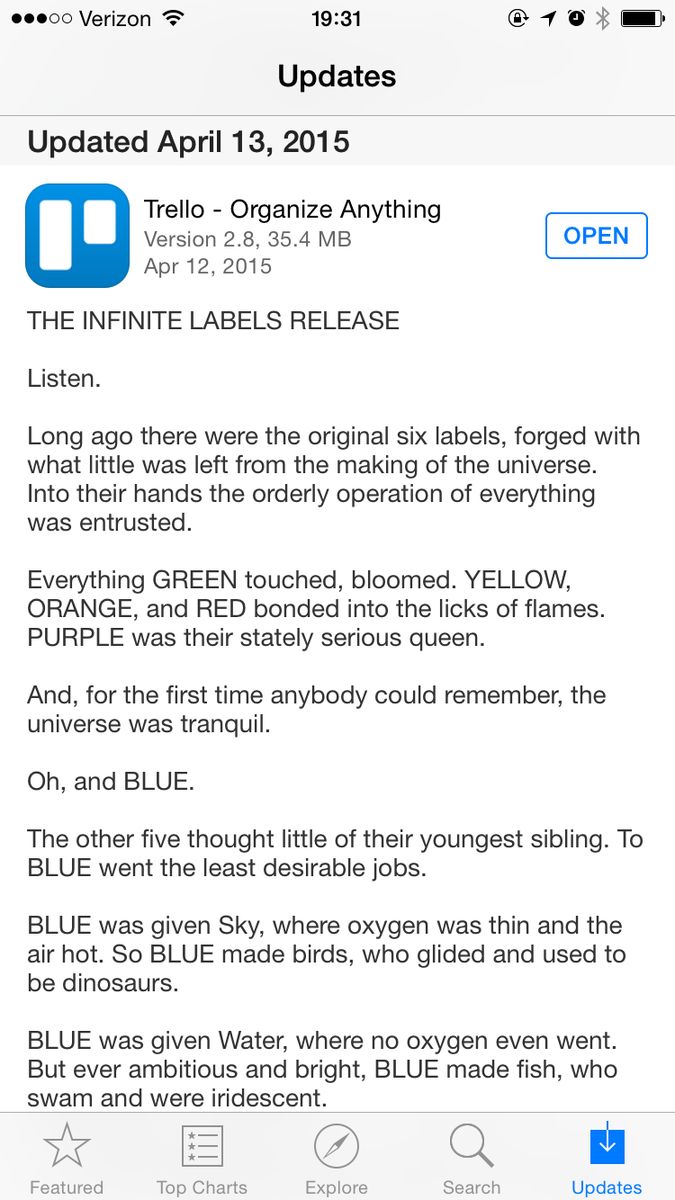 Verizon 19:31
Updates
Updated April 13, 2015
Trello - Organize Anything
Version 2.8, 35.4 MB
Apr 12, 2015
OPEN
THE INFINITE LABELS RELEASE
Listen.
Long ago there were the original six labels, forged with
what little was left from the making of the universe.
Into their hands the orderly operation of everything
was entrusted.
Everything GREEN touched, bloomed. YELLOW,
ORANGE, and RED bonded into the licks of flames.
PURPLE was their stately serious queen.
And, for the first time anybody could remember, the
universe was tranquil.
Oh, and BLUE.
The other five thought little of their youngest sibling. To
BLUE went the least desirable jobs.
BLUE was given Sky, where oxygen was thin and the
air hot. So BLUE made birds, who glided and used to
be dinosaurs.
BLUE was given Water, where no oxygen even went.
But ever ambitious and bright, BLUE made fish, who
swam and were iridescent.
Featured Top Charts Explore Search Updates